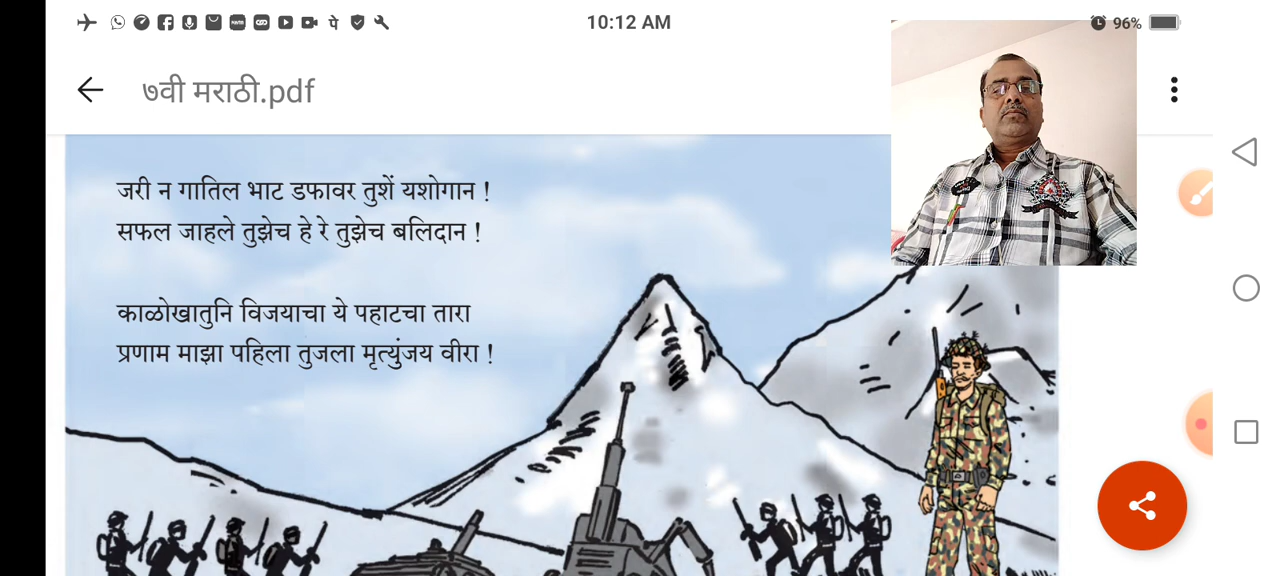 10:12 AM
96%
७वी मराठी.pdf
जरी न गातिल भाट डफावर तुशें यशोगान !
सफल जाहले तुझेच हे रे तुझेच बलिदान !
काळोखातुनि विजयाचा ये पहाटचा तारा
प्रणाम माझा पहिला तुजला मृत्युंजय वीरा !